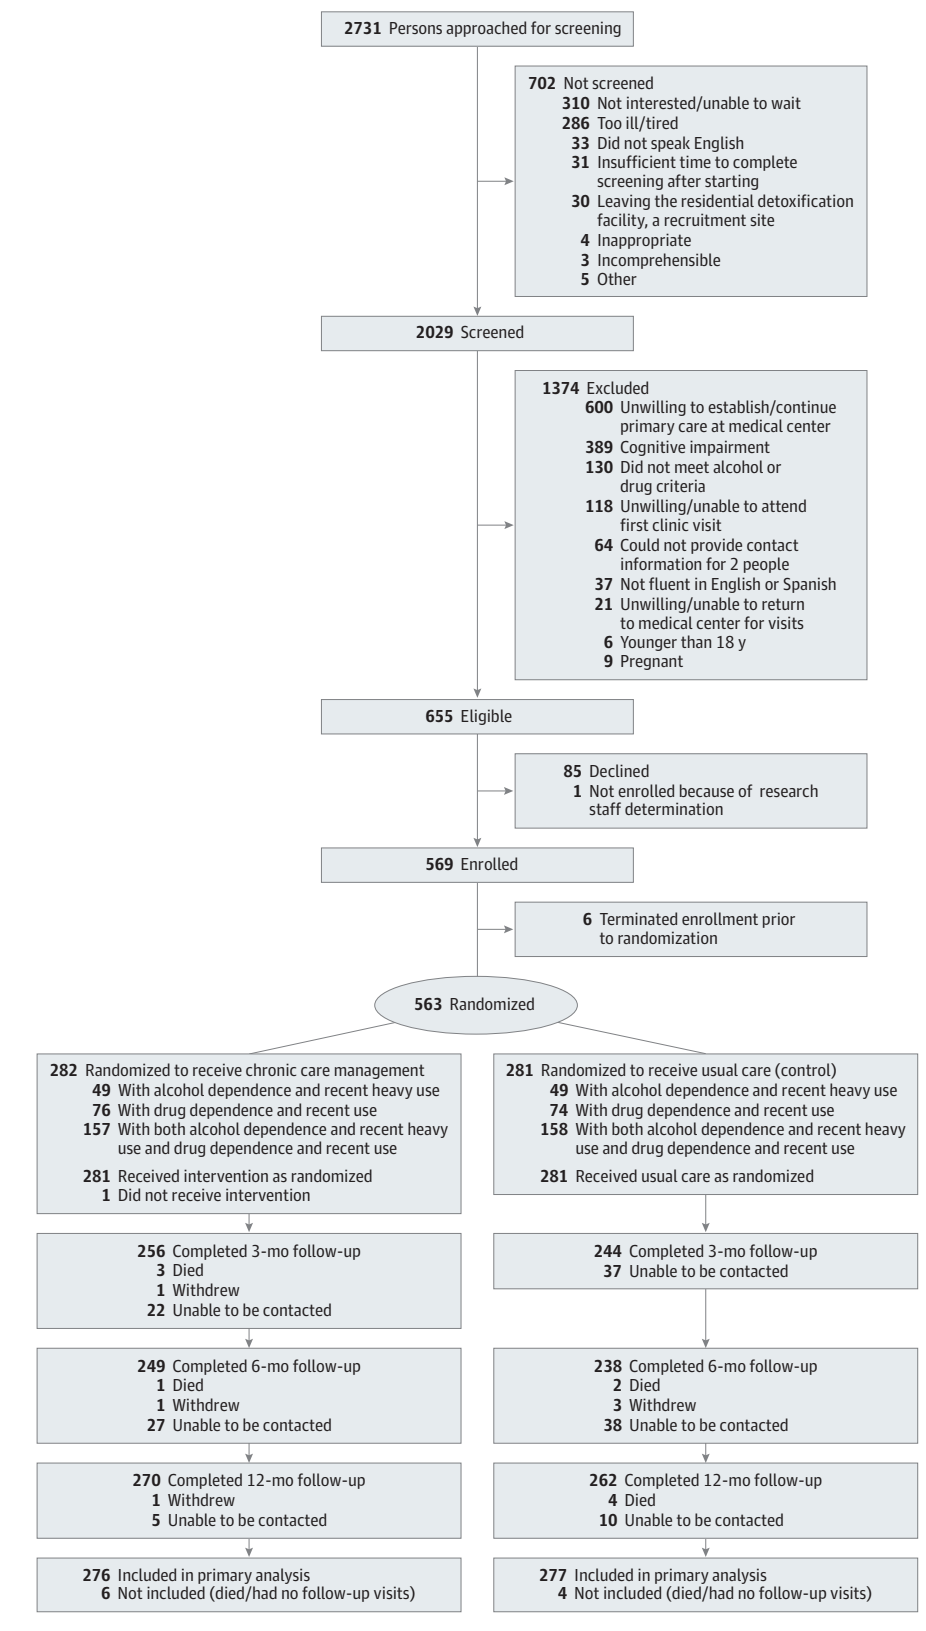 2731 Persons approached for screening
702 Not screened
310 Not interested/unable to wait
286 Too ill/tired
33 Did not speak English
31 Insufficient time to complete
screening after starting
30 Leaving the residential detoxification
facility, a recruitment site
4 Inappropriate
3 Incomprehensible
5 Other
2029 Screened
1374 Excluded
600 Unwilling to establish/continue
primary care at medical center
389 Cognitive impairment
130 Did not meet alcohol or
drug criteria
118 Unwilling/unable to attend
first clinic visit
64 Could not provide contact
information for 2 people
37 Not fluent in English or Spanish
21 Unwilling/unable to return
to medical center for visits
6 Younger than 18 y
9 Pregnant
655 Eligible
85 Declined
1 Not enrolled because of research
staff determination
569 Enrolled
6 Terminated enrollment prior
to randomization
563 Randomized
282 Randomized to receive chronic care management
49 With alcohol dependence and recent heavy use
76 With drug dependence and recent use
157 With both alcohol dependence and recent heavy
use and drug dependence and recent use
281 Received intervention as randomized
1 Did not receive intervention
281 Randomized to receive usual care (control)
49 With alcohol dependence and recent heavy use
74 With drug dependence and recent use
158 With both alcohol dependence and recent heavy
use and drug dependence and recent use
281 Received usual care as randomized
256 Completed 3-mo follow-up
3 Died
1 Withdrew
22 Unable to be contacted
244 Completed 3-mo follow-up
37 Unable to be contacted
249 Completed 6-mo follow-up
1 Died
1 Withdrew
27 Unable to be contacted
238 Completed 6-mo follow-up
2 Died
3 Withdrew
38 Unable to be contacted
270 Completed 12-mo follow-up
1 Withdrew
5 Unable to be contacted
262 Completed 12-mo follow-up
4 Died
10 Unable to be contacted
276 Included in primary analysis
6 Not included (died/had no follow-up visits)
277 Included in primary analysis
4 Not included (died/had no follow-up visits)